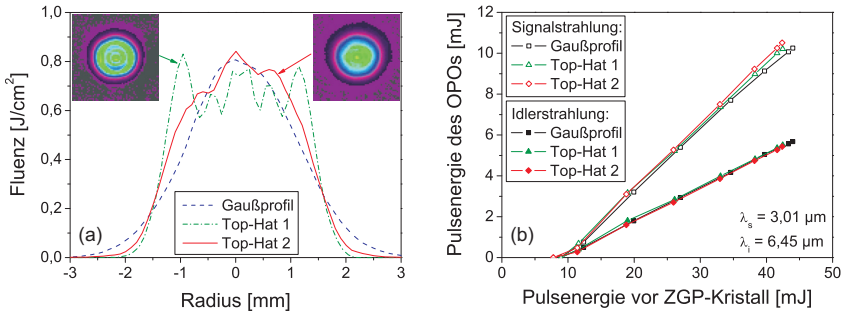 Fluenz [J/cm²]
1,0
0,8
0,6
0,4
0,2
0,0
Gaußprofil
Top-Hat 1
Top-Hat 2
(a)
-3
-2
-1
0
1
2
3
Radius [mm]
Pulsenergie des OPOs [mJ]
12
10
8
6
4
2
0
Signalstrahlung:
Gaußprofil
Top-Hat 1
Top-Hat 2
Idlerstrahlung:
Gaußprofil
Top-Hat 1
Top-Hat 2
(b)
λs = 3,01 µm
λi = 6,45 µm
0
10
20
30
40
50
Pulsenergie vor ZGP-Kristall [mJ]